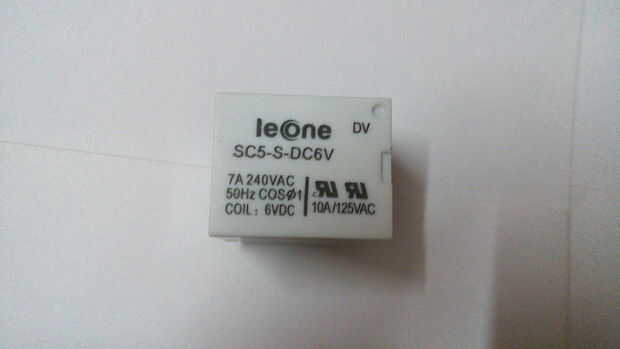 leone DV
SC5-S-DC6V
7A 240VAC
50Hz COSØ1
COIL: 6VDC
10A/125VAC